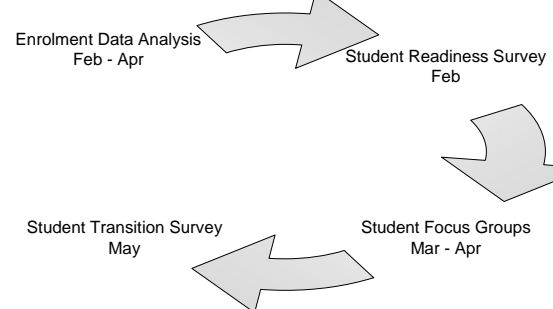 Enrolment Data Analysis
Feb - Apr
Student Readiness Survey
Feb
Student Focus Groups
Mar - Apr
Student Transition Survey
May